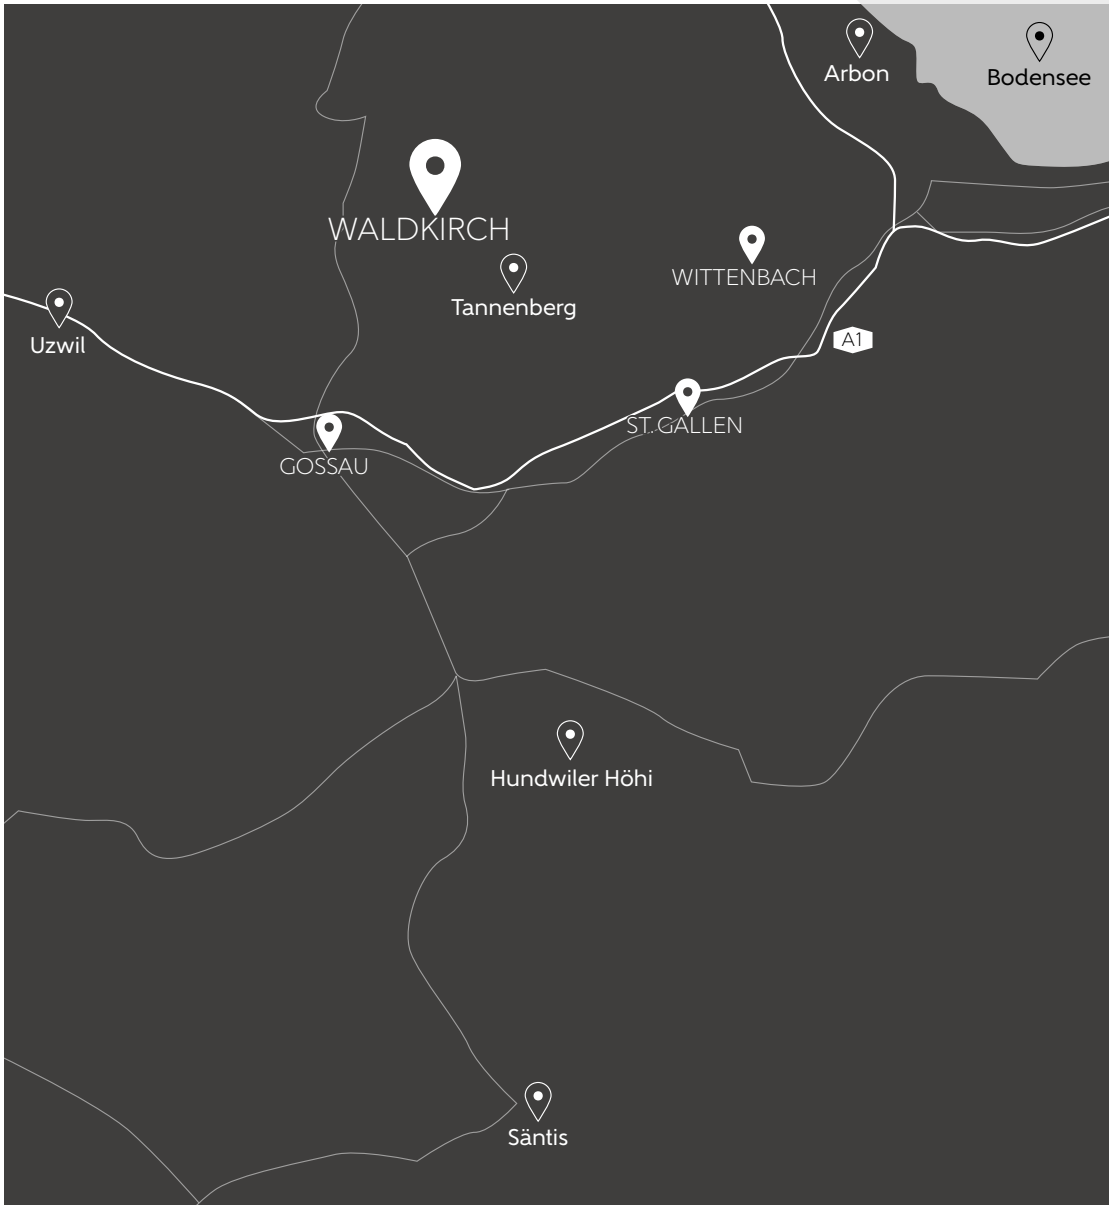 Arbon
Bodensee
WALDKIRCH
WITTENBACH
Tannenberg
Uzwil
A1
ST. GALLEN
GOSSAU
Hundwiler Höhi
Säntis